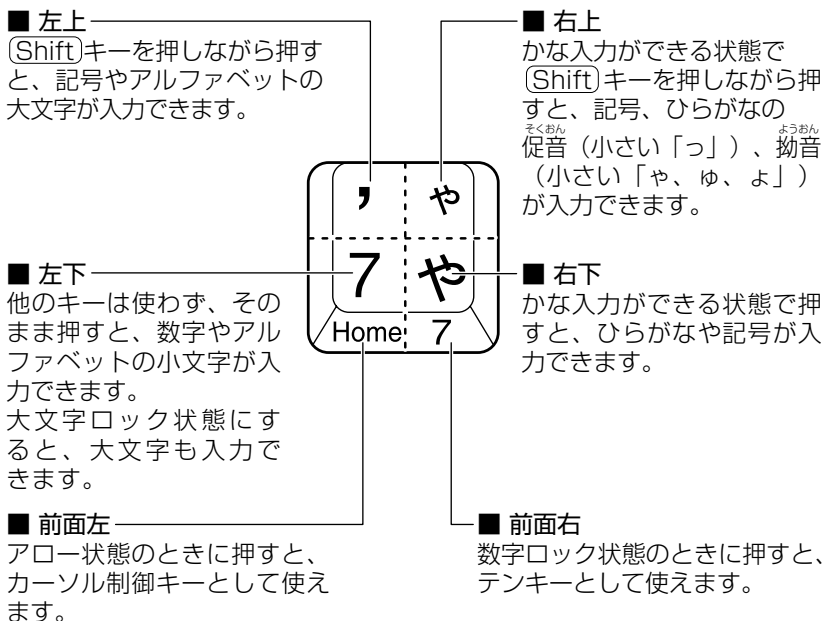 ■ 左上
Shiftキーを押しながら押す
と、記号やアルファベットの
大文字が入力できます。
■ 右上
かな入力ができる状態で
Shiftキーを押しながら押
すと、記号、ひらがなの
そくおん ようおん
促音（小さい「っ」）、拗音
（小さい「ゃ、ゅ、ょ」）
が入力できます。
' ゃ
7 や
Home 7
■ 左下
他のキーは使わず、その
まま押すと、数字やアル
ファベットの小文字が入
力できます。
大文字ロック状態にす
ると、大文字も入力で
きます。
■ 右下
かな入力ができる状態で押
すと、ひらがなや記号が入
力できます。
■ 前面左
アロー状態のときに押すと、
カーソル制御キーとして使え
ます。
■ 前面右
数字ロック状態のときに押すと、
テンキーとして使えます。